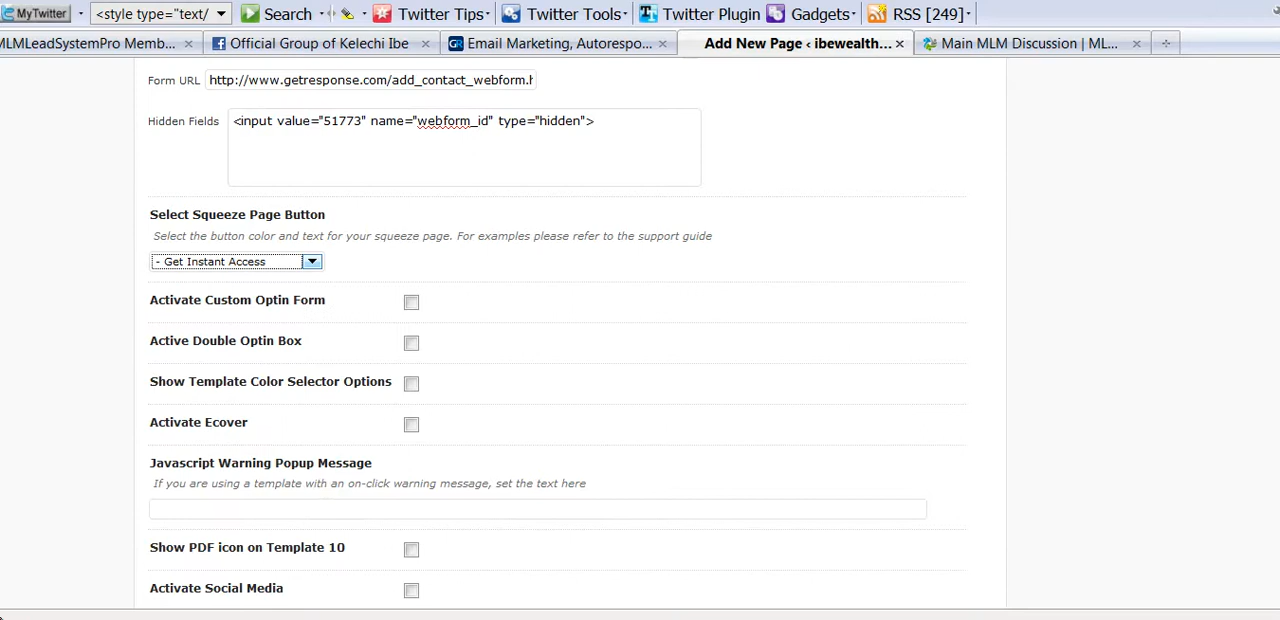 MyTwitter <style type="text/ Search Twitter Tips Twitter Tools Twitter Plugin Gadgets RSS [249]
MLMLeadSystemPro Memb... Official Group of Kelechi Ibe Email Marketing, Autorespo... Add New Page ‹ ibewealth... Main MLM Discussion | ML...
Form URL http://www.getresponse.com/add_contact_webform.h
Hidden Fields <input value="51773" name="webform_id" type="hidden">
Select Squeeze Page Button
Select the button color and text for your squeeze page. For examples please refer to the support guide
- Get Instant Access
Activate Custom Optin Form
Active Double Optin Box
Show Template Color Selector Options
Activate Ecover
Javascript Warning Popup Message
If you are using a template with an on-click warning message, set the text here
Show PDF icon on Template 10
Activate Social Media